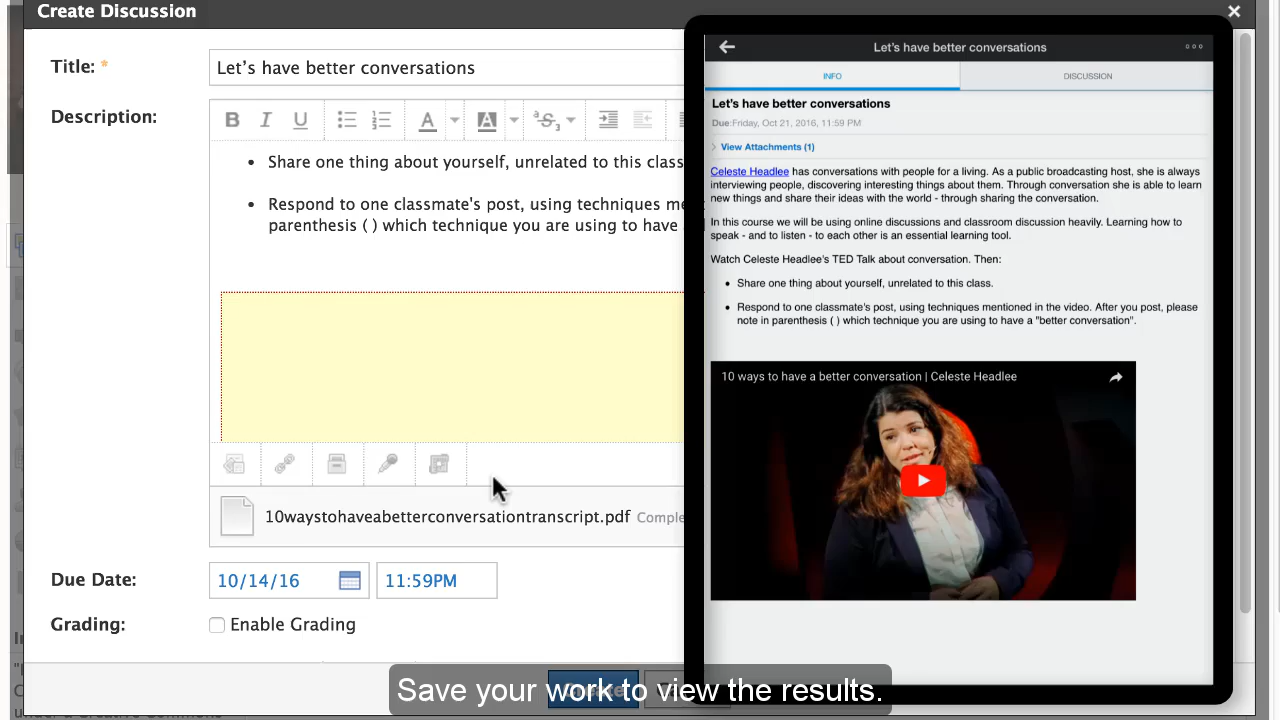 Create Discussion
×
Title: *
Let's have better conversations
Description:
B I U A A S
Share one thing about yourself, unrelated to this class
Respond to one classmate's post, using techniques
parenthesis ( ) which technique you are using to have
10waystohaveabetterconversationtranscript.pdf
Due Date:
10/14/16
11:59PM
Grading:
Enable Grading
Let's have better conversations
INFO
DISCUSSION
Let's have better conversations
Due:Friday, Oct 21, 2016, 11:59 PM
View Attachments (1)
Celeste Headlee has conversations with people for a living. As a public broadcasting host, she is always
interviewing people, discovering interesting things about them. Through conversation she is able to learn
new things and share their ideas with the world - through sharing the conversation.
In this course we will be using online discussions and classroom discussion heavily. Learning how to
speak - and to listen - to each other is an essential learning tool.
Watch Celeste Headlee's TED Talk about conversation. Then:
Share one thing about yourself, unrelated to this class.
Respond to one classmate's post, using techniques mentioned in the video. After you post, please
note in parenthesis ( ) which technique you are using to have a "better conversation".
10 ways to have a better conversation | Celeste Headlee
Save your work to view the results.